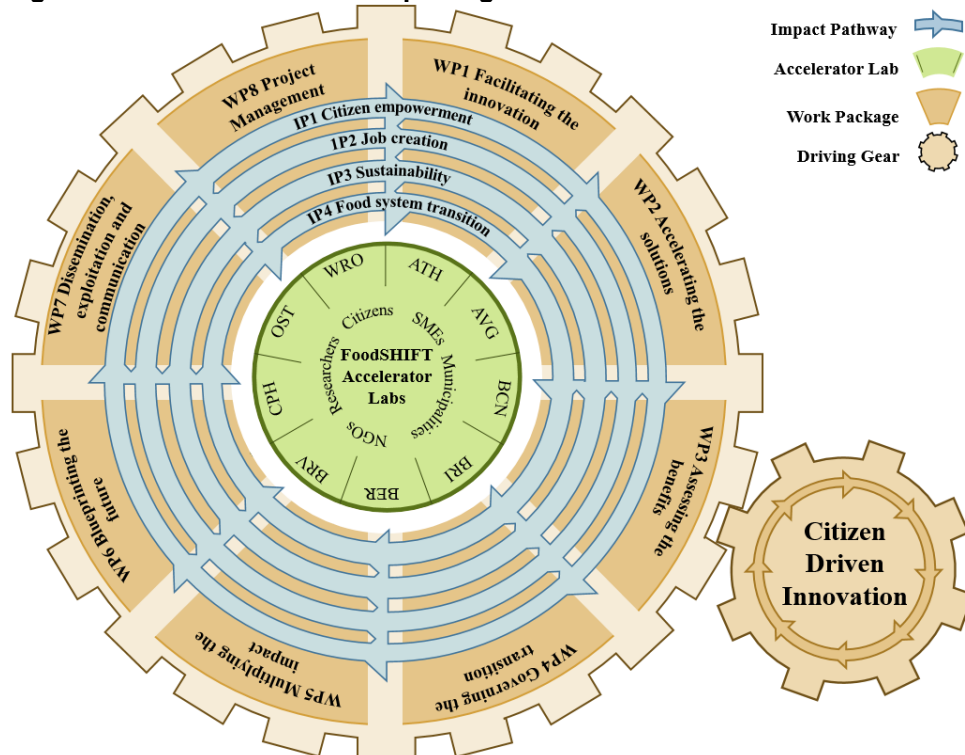 Impact Pathway
Accelerator Lab
Work Package
Driving Gear
WP1 Facilitating the
innovation
WP2 Accelerating the
solutions
WP3 Assessing the
benefits
WP4 Governing the
transition
WP5 Multiplying the
impact
WP6 Blueprinting the
future
WP7 Dissemination,
exploitation and
communication
WP8 Project
Management
IP1 Citizen empowerment
1P2 Job creation
IP3 Sustainability
IP4 Food system transition
WRO
ATH
AVG
BCN
BRI
BER
BRV
CPH
OST
Citizens
SMEs
Municipalities
NGOs
Researchers
FoodSHIFT
Accelerator
Labs
Citizen
Driven
Innovation